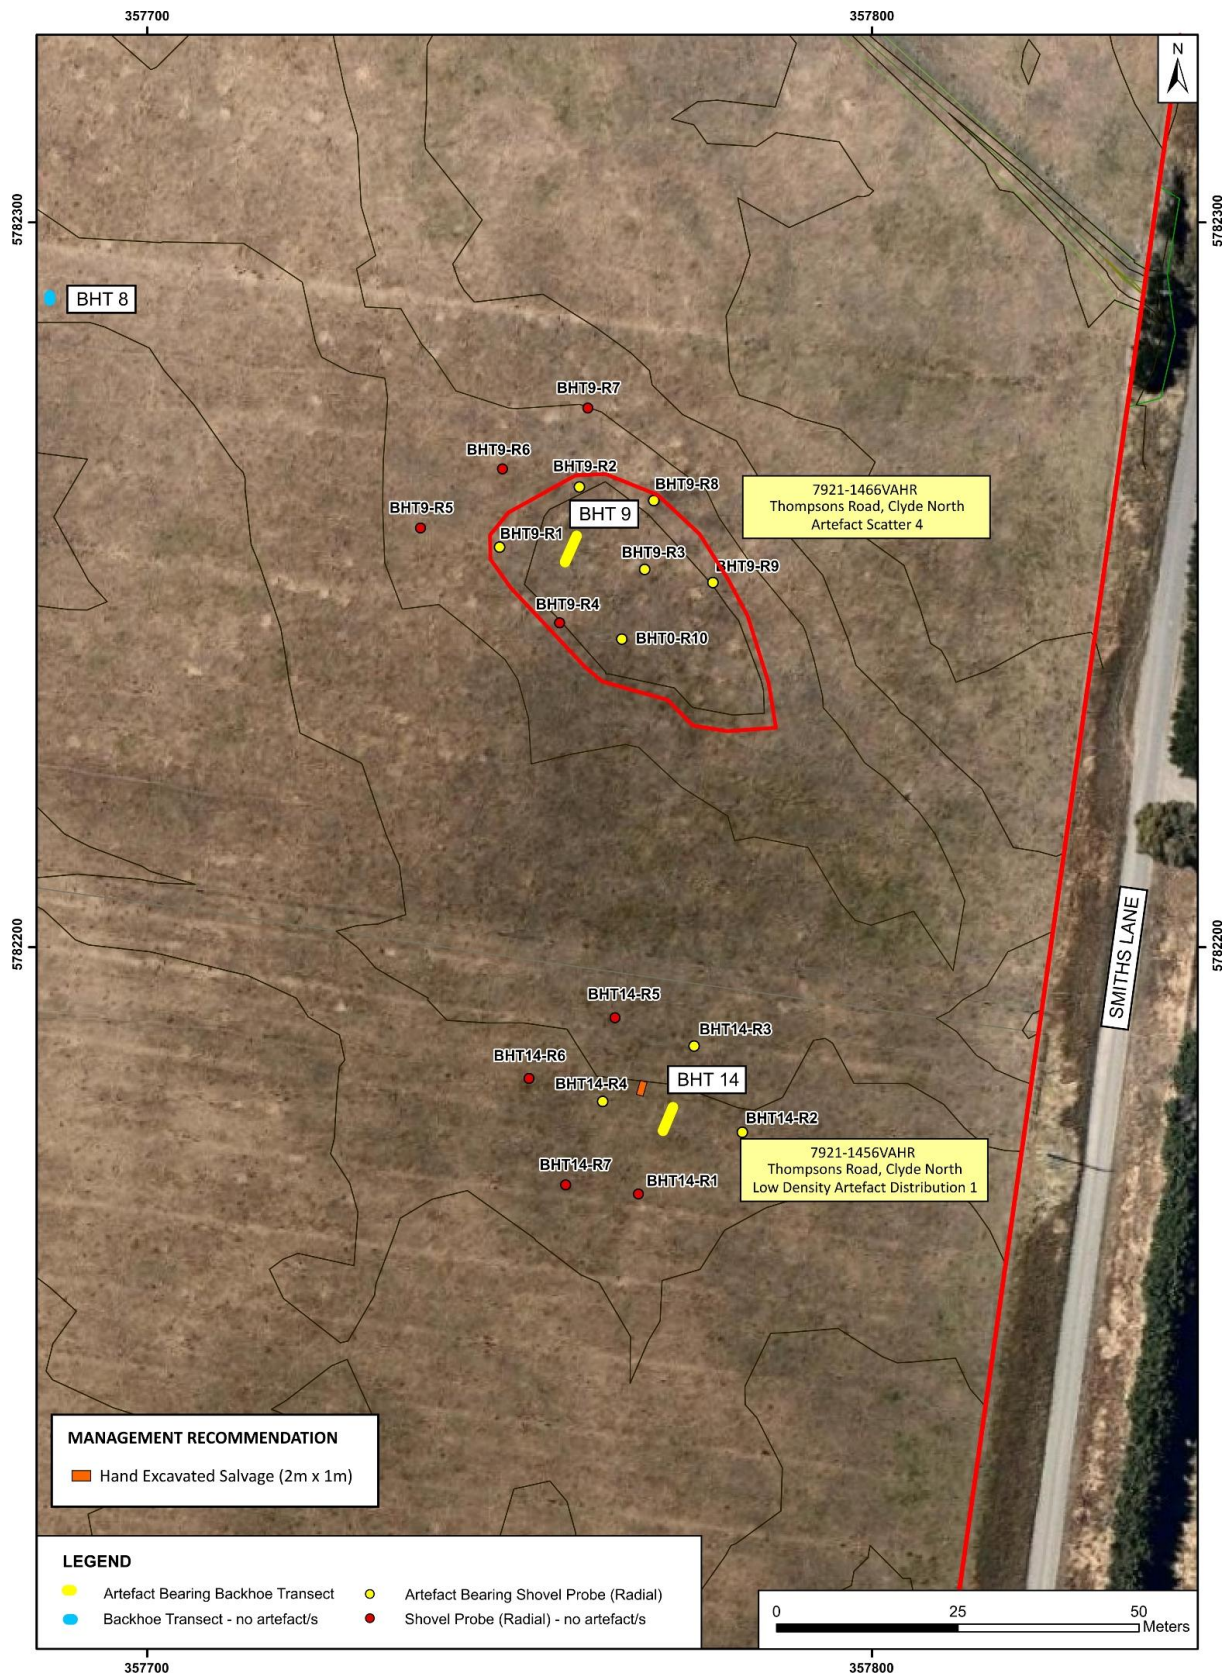 357700
357800
N
5782300
5782300
BHT 8
BHT9-R7
BHT9-R6
BHT9-R2
BHT9-R8
7921-1466VAHR
Thompsons Road, Clyde North
Artefact Scatter 4
BHT9-R5
BHT 9
BHT9-R1
BHT9-R3
BHT9-R9
BHT9-R4
BHT0-R10
5782200
5782200
SMITHS LANE
BHT14-R5
BHT14-R3
BHT14-R6
BHT14-R4
BHT 14
BHT14-R2
7921-1456VAHR
Thompsons Road, Clyde North
Low Density Artefact Distribution 1
BHT14-R7
BHT14-R1
MANAGEMENT RECOMMENDATION
Hand Excavated Salvage (2m x 1m)
LEGEND
Artefact Bearing Backhoe Transect
Artefact Bearing Shovel Probe (Radial)
Backhoe Transect - no artefact/s
Shovel Probe (Radial) - no artefact/s
0 25 50
Meters
357700
357800